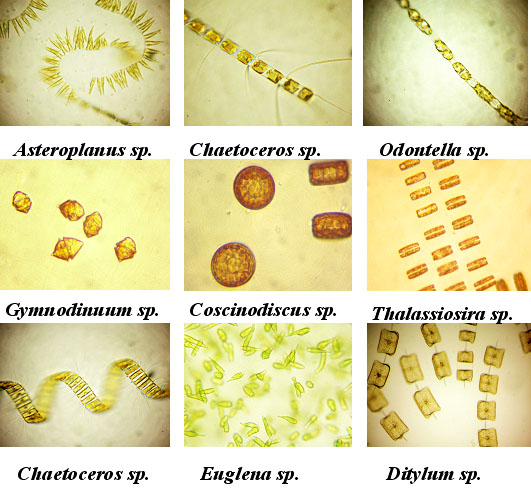 Asteroplanus sp. Chaetoceros sp. Odontella sp.
Gymnodinuum sp. Coscinodiscus sp. Thalassiosira sp.
Chaetoceros sp. Euglena sp. Ditylum sp.